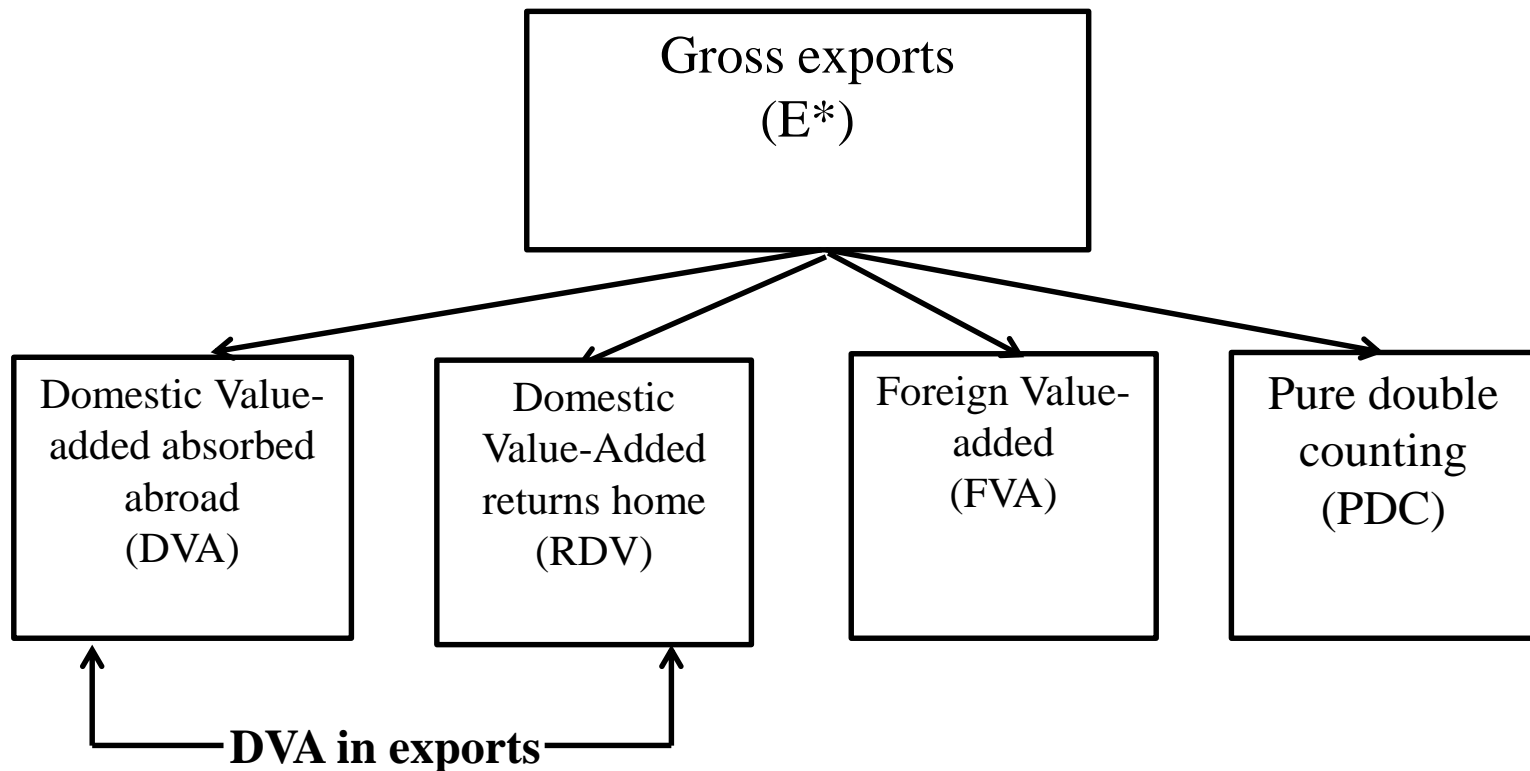 Gross exports
(E*)
Domestic Value-
added absorbed
abroad
(DVA)
Domestic
Value-Added
returns home
(RDV)
Foreign Value-
added
(FVA)
Pure double
counting
(PDC)
DVA in exports